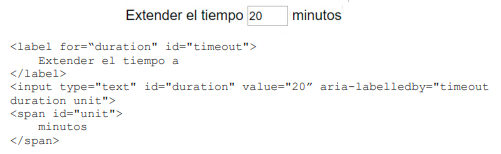 Extender el tiempo 20 minutos
<label for=“duration" id="timeout">
Extender el tiempo a
</label>
<input type="text" id="duration" value="20” aria-labelledby="timeout
duration unit">
<span id="unit">
minutos
</span>